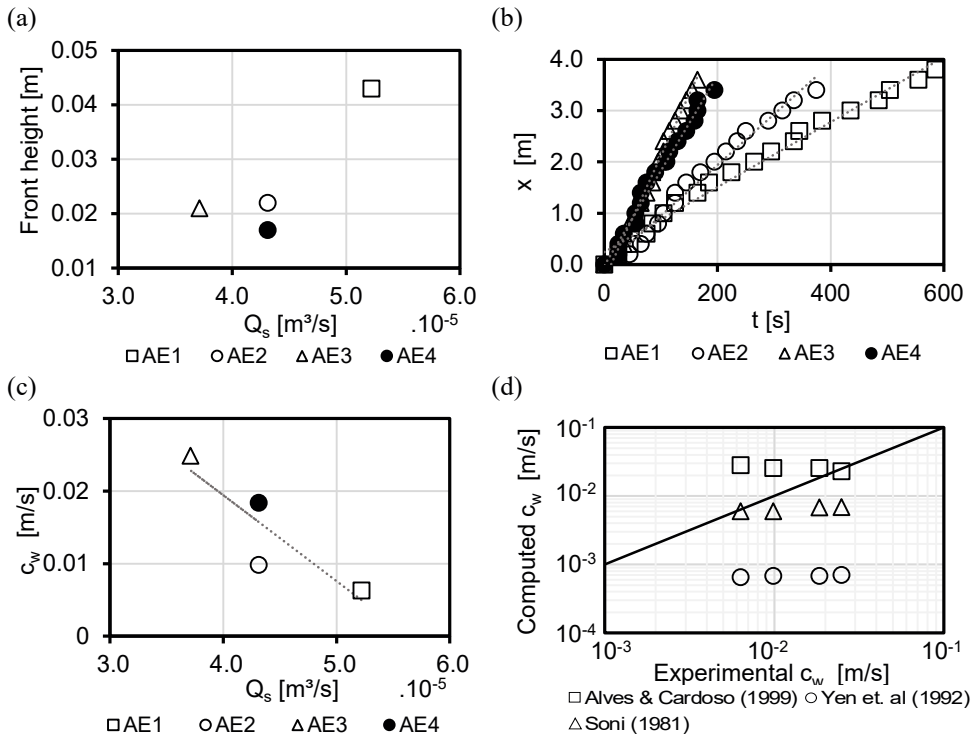 (a)
0.05
0.04
0.03
0.02
0.01
Front height [m]
3.0 4.0 5.0 6.0
Qs [m³/s] .10-5
□AE1 ○AE2 △AE3 ●AE4
(b)
4.0
3.0
2.0
1.0
0.0
x [m]
0 200 400 600
t [s]
□AE1 ○AE2 △AE3 ●AE4
(c)
0.03
0.02
0.01
0
cw [m/s]
3.0 4.0 5.0 6.0
Qs [m³/s] .10-5
□AE1 ○AE2 △AE3 ●AE4
(d)
10-1
10-2
10-3
10-4
Computed cw [m/s]
10-3 10-2 10-1
Experimental cw [m/s]
□Alves & Cardoso (1999) ○Yen et. al (1992)
△Soni (1981)